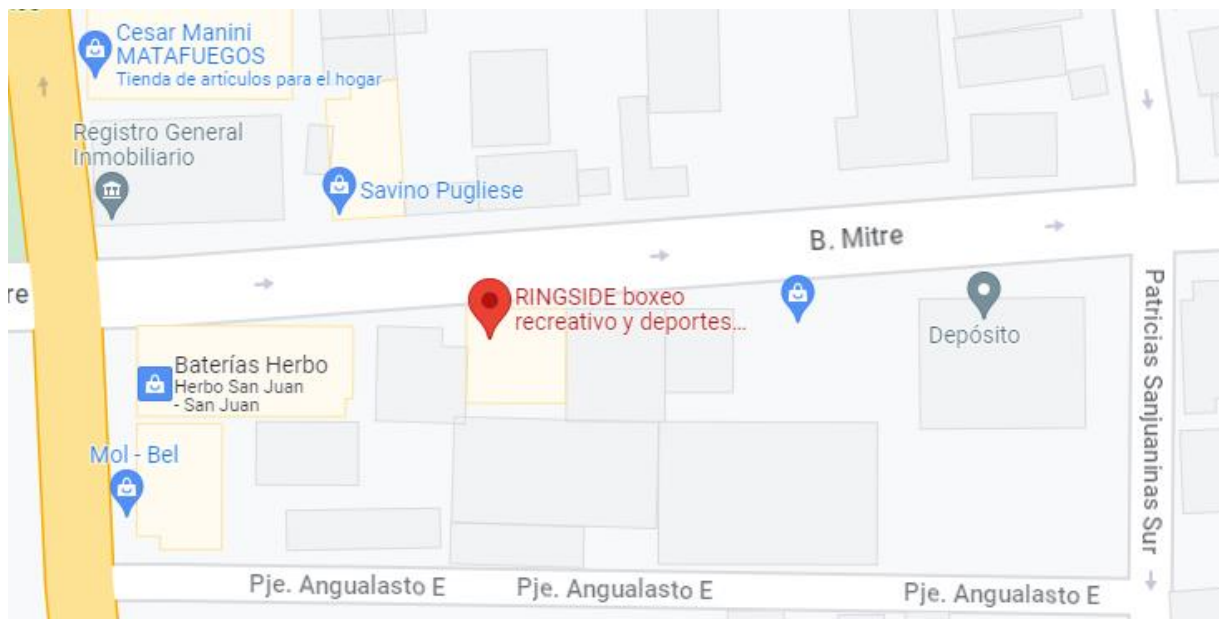 Cesar Manini
MATAFUEGOS
Tienda de artículos para el hogar
Registro General
Inmobiliario
Savino Pugliese
B. Mitre
re
RINGSIDE boxeo
recreativo y deportes...
Depósito
Baterías Herbo
Herbo San Juan
- San Juan
Mol - Bel
Patricias Sanjuaninas Sur
Pje. Angualasto E
Pje. Angualasto E
Pje. Angualasto E